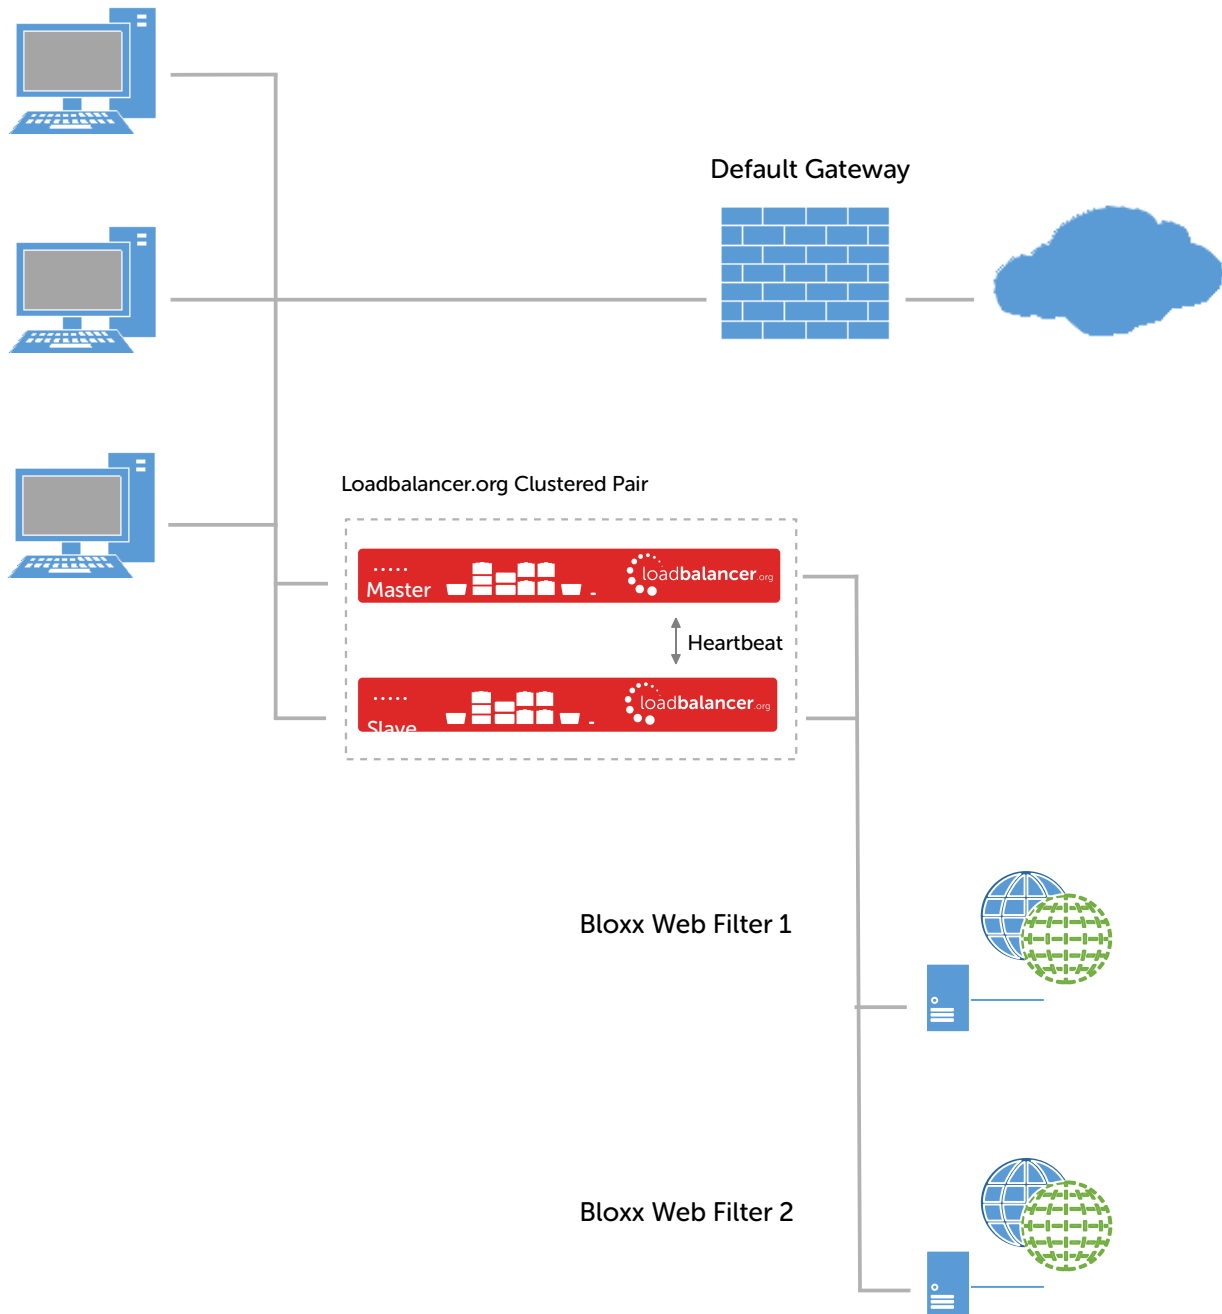 Default Gateway
Loadbalancer.org Clustered Pair
Master
loadbalancer.org
Heartbeat
Slave
loadbalancer.org
Bloxx Web Filter 1
Bloxx Web Filter 2